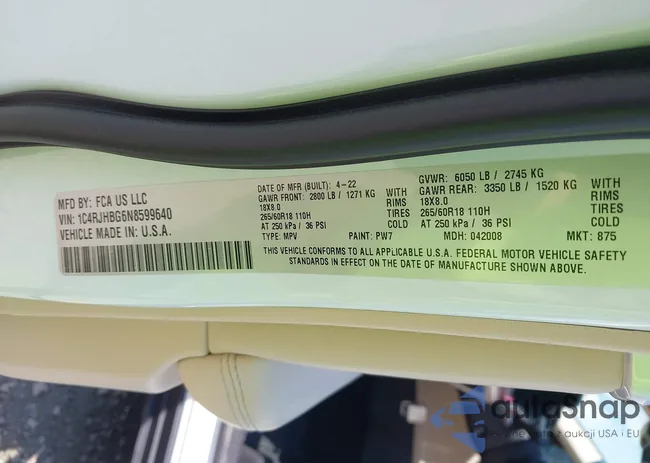 MFD BY: FCA US LLC
VIN: 1C4RJHBG6N8599640
VEHICLE MADE IN: U.S.A.
DATE OF MFR (BUILT): 4-22
GAWR FRONT: 2800 LB / 1271 KG WITH
18X8.0 RIMS
265/60R18 110H TIRES
AT 250 kPa / 36 PSI COLD
TYPE: MPV PAINT: PW7
GVWR: 6050 LB / 2745 KG
GAWR REAR: 3350 LB / 1520 KG WITH
18X8.0 RIMS
265/60R18 110H TIRES
AT 250 kPa / 36 PSI COLD
MDH: 042008 MKT: 875
THIS VEHICLE CONFORMS TO ALL APPLICABLE U.S.A. FEDERAL MOTOR VEHICLE SAFETY
STANDARDS IN EFFECT ON THE DATE OF MANUFACTURE SHOWN ABOVE.
aulaSnap
z aukcji USA i EU